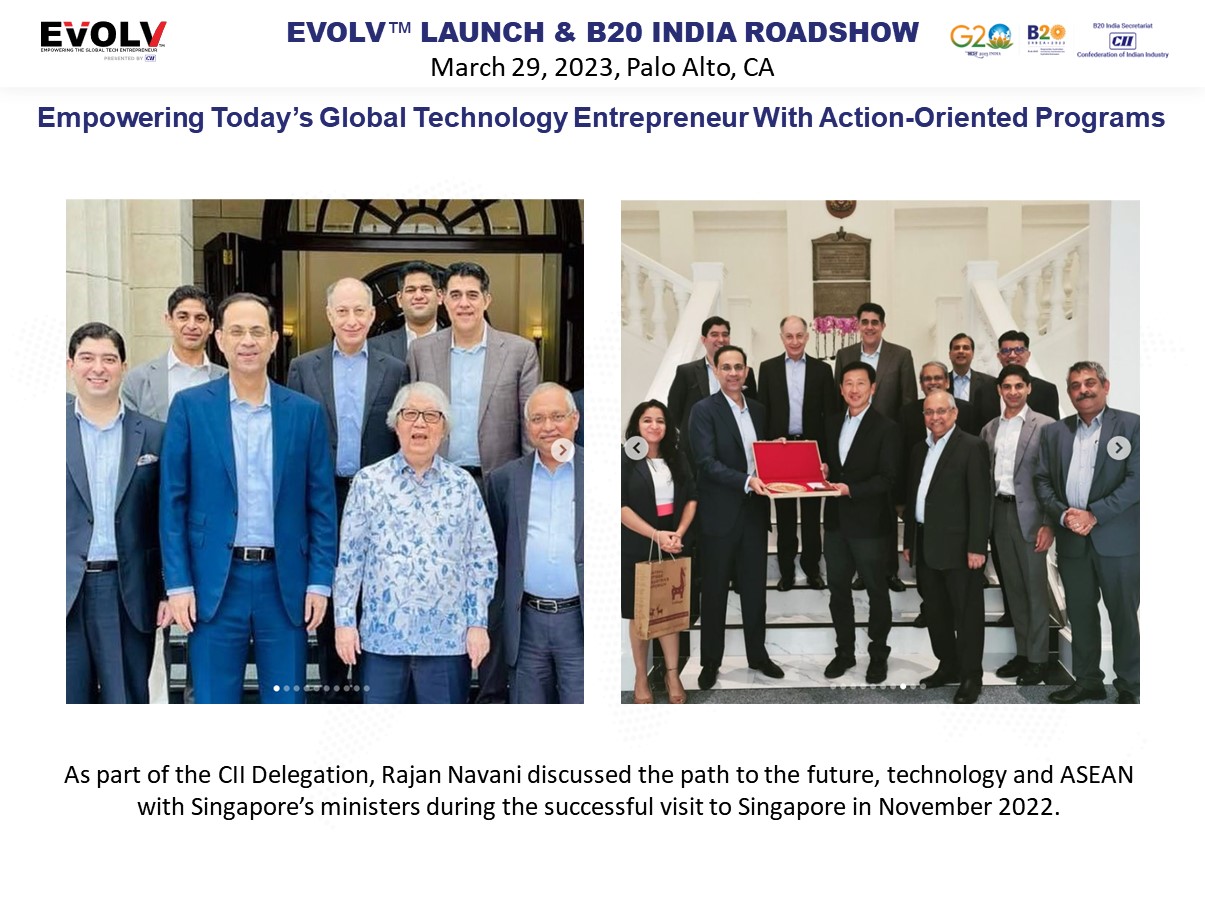 EVOLV™
EMPOWERING THE GLOBAL TECH ENTREPRENEUR
PRESENTED BY CII
EVOLV™ LAUNCH & B20 INDIA ROADSHOW
March 29, 2023, Palo Alto, CA
G20
B20
B20 India Secretariat
CII
Confederation of Indian Industry
Empowering Today’s Global Technology Entrepreneur With Action-Oriented Programs
As part of the CII Delegation, Rajan Navani discussed the path to the future, technology and ASEAN
with Singapore’s ministers during the successful visit to Singapore in November 2022.